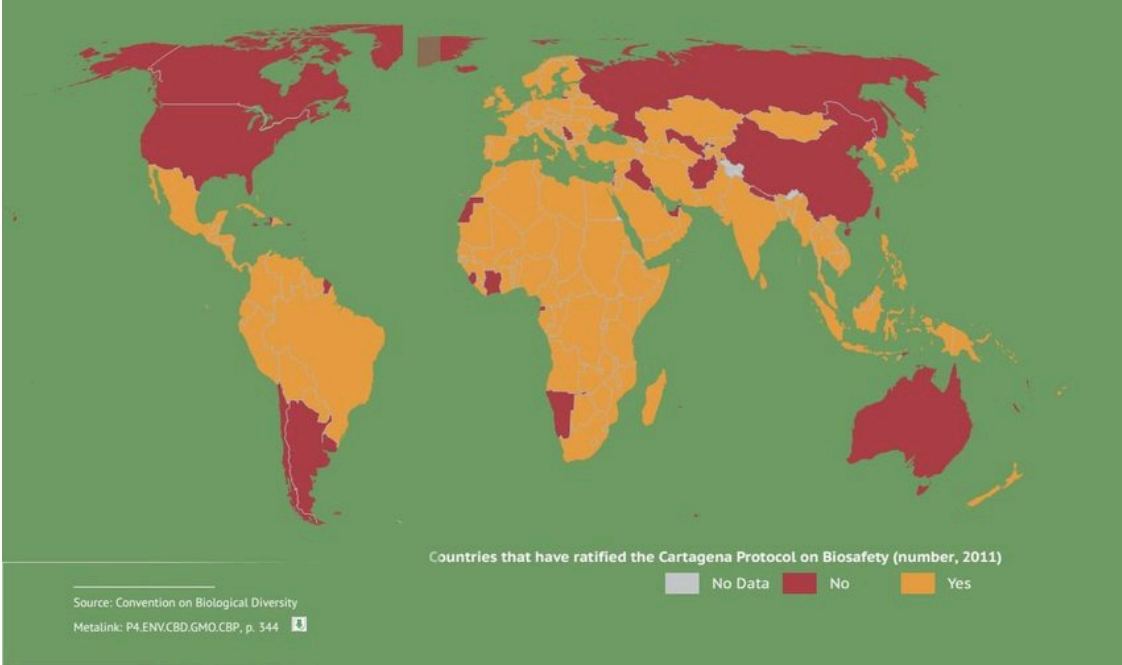 Countries that have ratified the Cartagena Protocol on Biosafety (number, 2011)
No Data No Yes
Source: Convention on Biological Diversity
Metalink: P4.ENV.CBD.GMO.CBP, p. 344